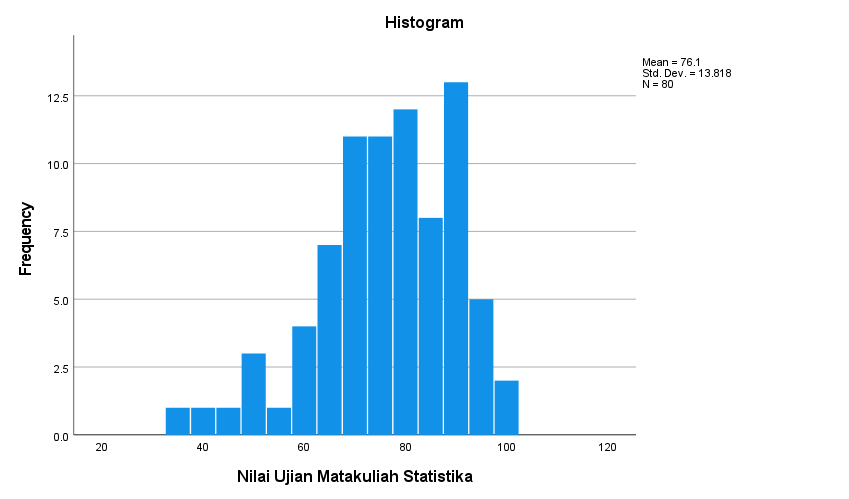 Histogram
Mean = 76.1
Std. Dev. = 13.818
N = 80
12.5
10.0
7.5
5.0
2.5
0.0
Frequency
20 40 60 80 100 120
Nilai Ujian Matakuliah Statistika